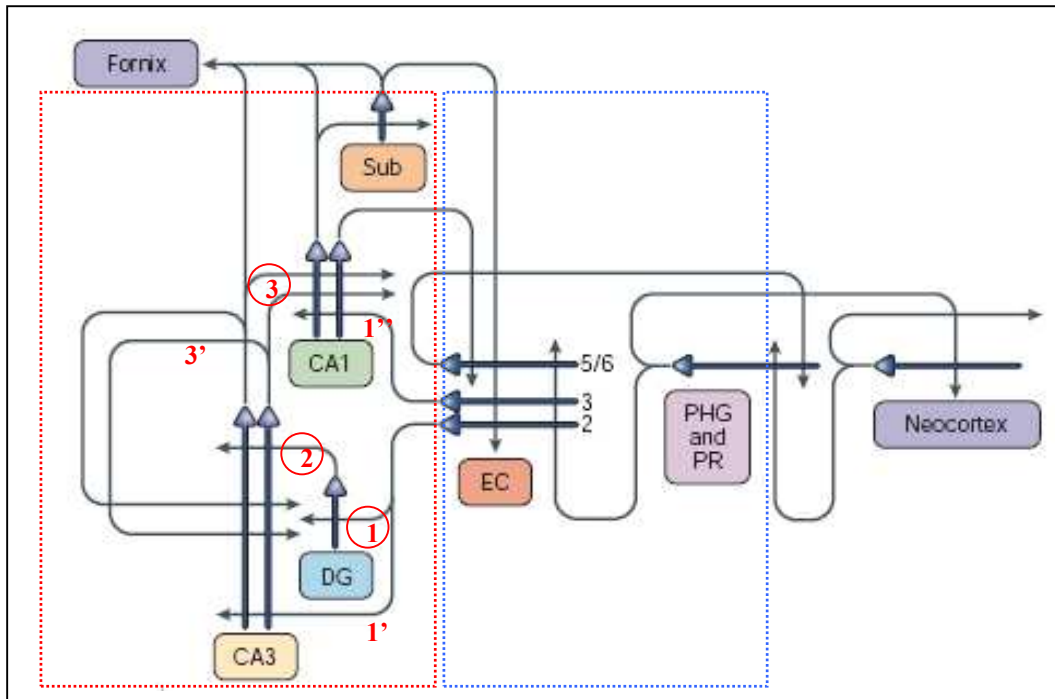 Fornix
Sub
3
1’’
3’
CA1
5/6
3
2
PHG
and
PR
Neocortex
2
EC
1
DG
1’
CA3